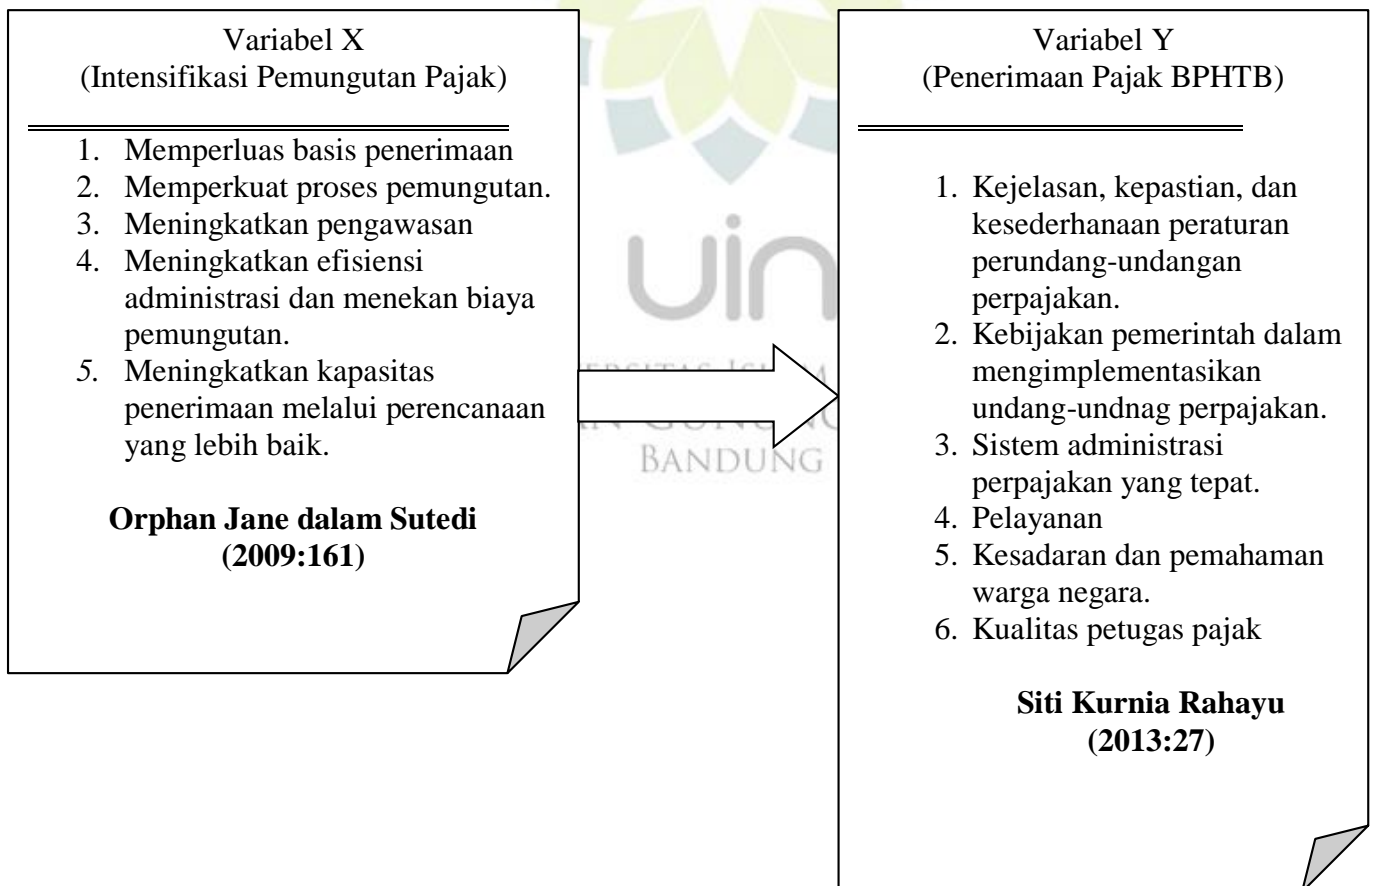 Variabel X
(Intensifikasi Pemungutan Pajak)
1. Memperluas basis penerimaan
2. Memperkuat proses pemungutan.
3. Meningkatkan pengawasan
4. Meningkatkan efisiensi
administrasi dan menekan biaya
pemungutan.
5. Meningkatkan kapasitas
penerimaan melalui perencanaan
yang lebih baik.
Orphan Jane dalam Sutedi
(2009:161)
uin
BANDUNG
Variabel Y
(Penerimaan Pajak BPHTB)
1. Kejelasan, kepastian, dan
kesederhanaan peraturan
perundang-undangan
perpajakan.
2. Kebijakan pemerintah dalam
mengimplementasikan
undang-undnag perpajakan.
3. Sistem administrasi
perpajakan yang tepat.
4. Pelayanan
5. Kesadaran dan pemahaman
warga negara.
6. Kualitas petugas pajak
Siti Kurnia Rahayu
(2013:27)